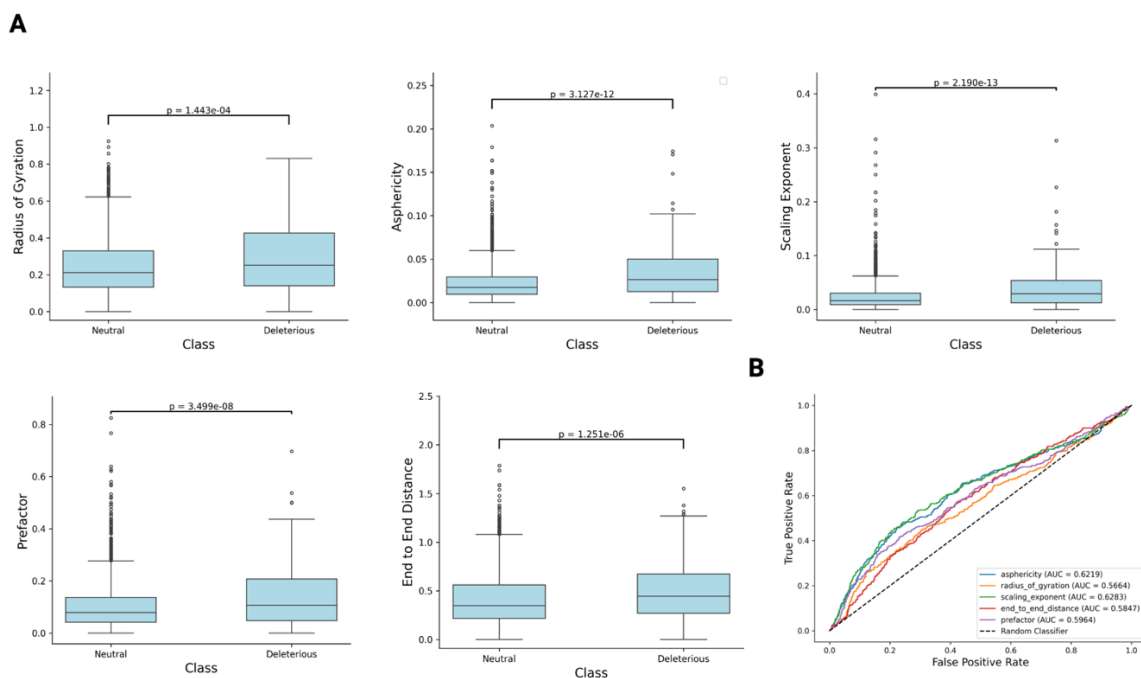 A
p = 1.443e-04
1.2
1.0
0.8
0.6
0.4
0.2
0.0
Radius of Gyration
Neutral
Deleterious
Class
p = 3.127e-12
0.25
0.20
0.15
0.10
0.05
0.00
Asphericity
Neutral
Deleterious
Class
p = 2.190e-13
0.4
0.3
0.2
0.1
0.0
Scaling Exponent
Neutral
Deleterious
Class
p = 3.499e-08
0.8
0.6
0.4
0.2
0.0
Prefactor
Neutral
Deleterious
Class
p = 1.251e-06
2.5
2.0
1.5
1.0
0.5
0.0
End to End Distance
Neutral
Deleterious
Class
B
1.0
0.8
0.6
0.4
0.2
0.0
True Positive Rate
asphericity (AUC = 0.6219)
radius_of_gyration (AUC = 0.5664)
scaling_exponent (AUC = 0.6283)
end_to_end_distance (AUC = 0.5847)
prefactor (AUC = 0.5964)
Random Classifier
0.0 0.2 0.4 0.6 0.8 1.0
False Positive Rate